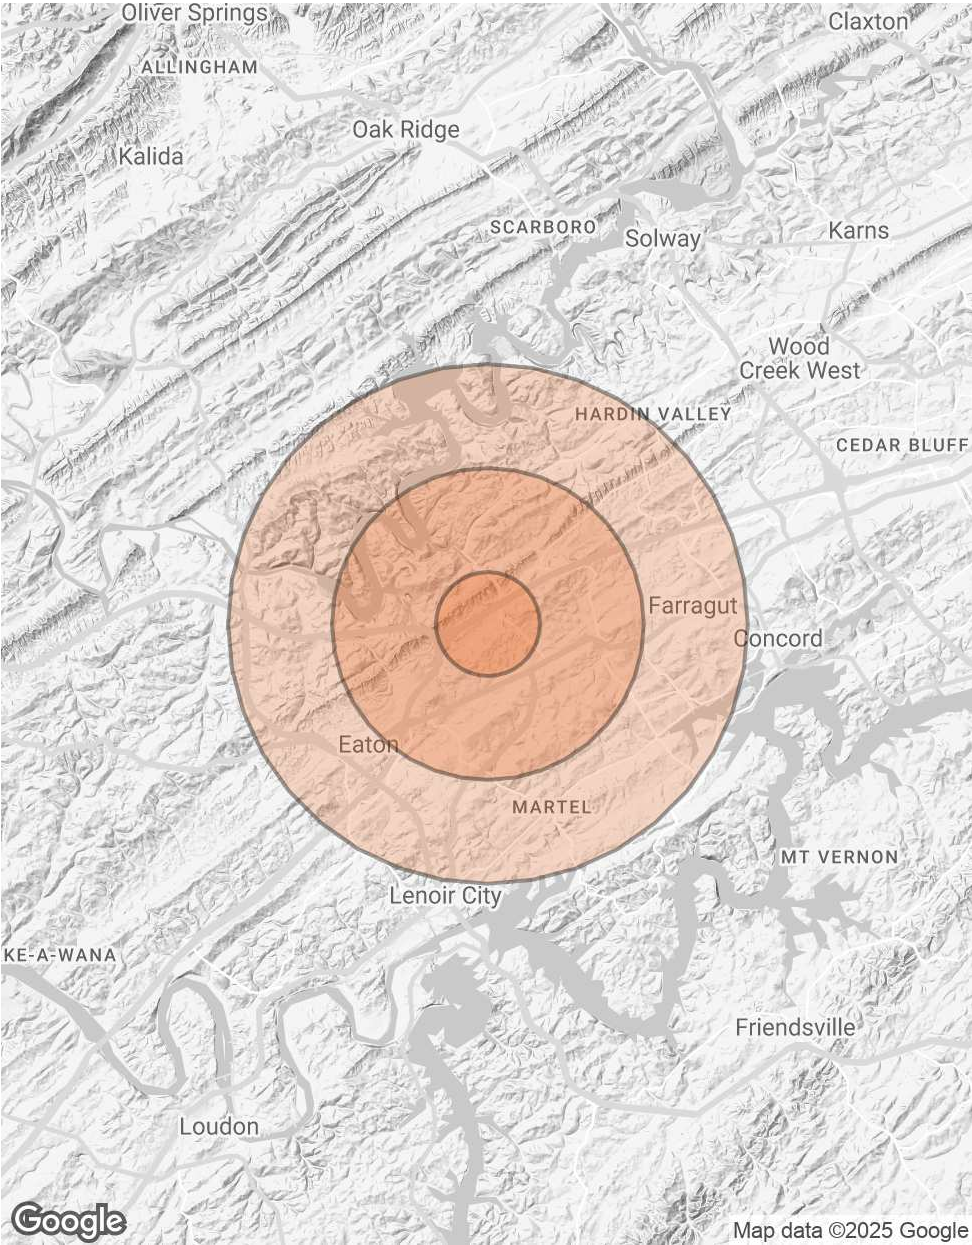 Oliver Springs
Claxton
ALLINGHAM
Oak Ridge
Kalida
SCARBORO
Solway
Karns
Wood
Creek West
HARDIN VALLEY
CEDAR BLUFF
Farragut
Concord
Eaton
MARTEL
MT VERNON
Lenoir City
KE-A-WANA
Friendsville
Loudon
Google
Map data ©2025 Google